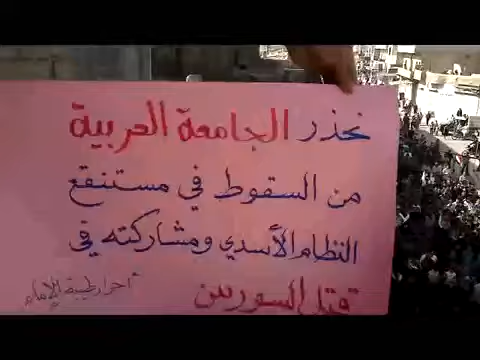 نحذر الجامعة العربية
من السقوط في مستنقع
النظام الأسدي ومشاركته في
قتل السوريين
"أحرار طيبة الإمام"